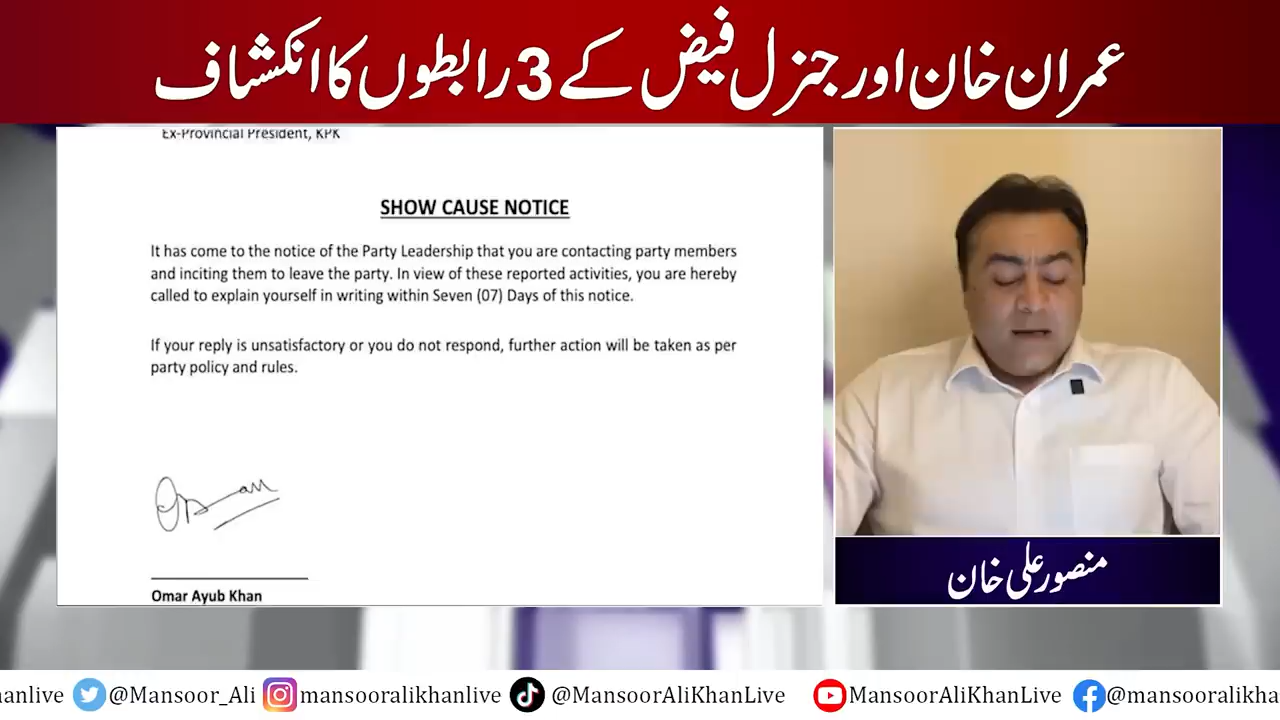 عمران خان اور جنرل فیض کے 3 رابطوں کا انکشاف
Ex-Provincial President, KPK
SHOW CAUSE NOTICE
It has come to the notice of the Party Leadership that you are contacting party members
and inciting them to leave the party. In view of these reported activities, you are hereby
called to explain yourself in writing within Seven (07) Days of this notice.
If your reply is unsatisfactory or you do not respond, further action will be taken as per
party policy and rules.
Omar Ayub Khan
منصور علی خان
hanlive @Mansoor_Ali mansooralikhanlive @MansoorAliKhanLive MansoorAliKhanLive @mansooralikha